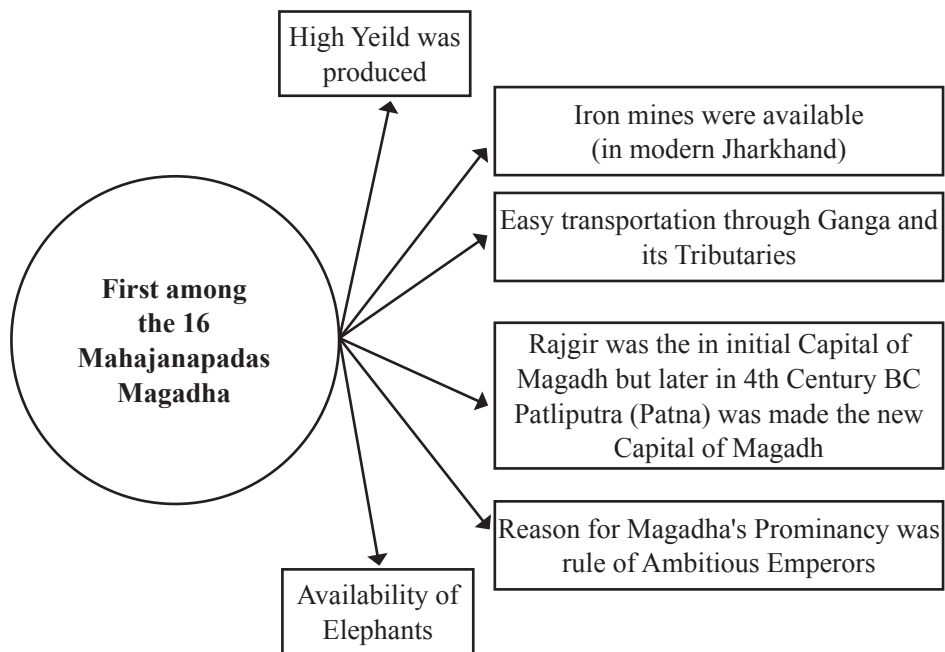 High Yeild was
produced
Iron mines were available
(in modern Jharkhand)
Easy transportation through Ganga and
its Tributaries
First among
the 16
Mahajanapadas
Magadha
Rajgir was the in initial Capital of
Magadh but later in 4th Century BC
Patliputra (Patna) was made the new
Capital of Magadh
Reason for Magadha's Prominancy was
rule of Ambitious Emperors
Availability of
Elephants